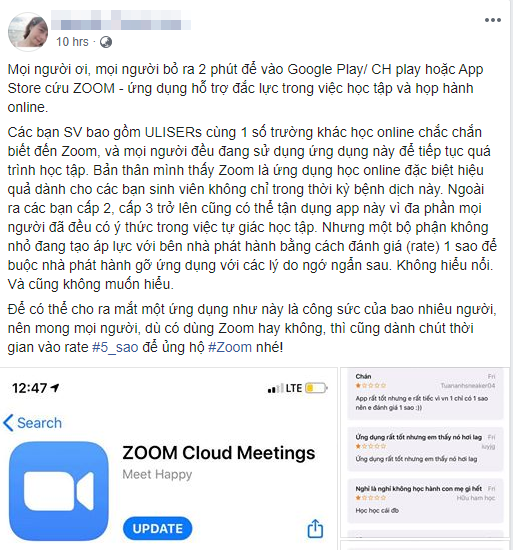 10 hrs ·
Mọi người ơi, mọi người bỏ ra 2 phút để vào Google Play/ CH play hoặc App
Store cứu ZOOM - ứng dụng hỗ trợ đắc lực trong việc học tập và họp hành
online.
Các bạn SV bao gồm ULISERs cùng 1 số trường khác học online chắc chắn
biết đến Zoom, và mọi người đều đang sử dụng ứng dụng này để tiếp tục quá
trình học tập. Bản thân mình thấy Zoom là ứng dụng học online đặc biệt hiệu
quả dành cho các bạn sinh viên không chỉ trong thời kỳ bệnh dịch này. Ngoài
ra các bạn cấp 2, cấp 3 trở lên cũng có thể tận dụng app này vì đa phần mọi
người đã đều có ý thức trong việc tự giác học tập. Nhưng một bộ phận không
nhỏ đang tạo áp lực với bên nhà phát hành bằng cách đánh giá (rate) 1 sao để
buộc nhà phát hành gỡ ứng dụng với các lý do ngớ ngẩn sau. Không hiểu nổi.
Và cũng không muốn hiểu.
Để có thể cho ra mắt một ứng dụng như này là công sức của bao nhiêu người,
nên mong mọi người, dù có dùng Zoom hay không, thì cũng dành chút thời
gian vào rate #5_sao để ủng hộ #Zoom nhé!
12:47
LTE
Search
ZOOM Cloud Meetings
Meet Happy
UPDATE
Chán
Fri
Tuananhsneaker04
App rất tốt nhưng e rất tiếc vì vn 1 chỉ có 1 sao
nên e đánh giá 1 sao :))
Ứng dụng rất tốt nhưng em thấy nó hơi lag
Fri
luyjg
Ứng dụng rất tốt nhưng em thấy nó hơi lag
Nghỉ là nghỉ không học hành con mẹ gì hết
Fri
Hữu ham học
Học học cái đb